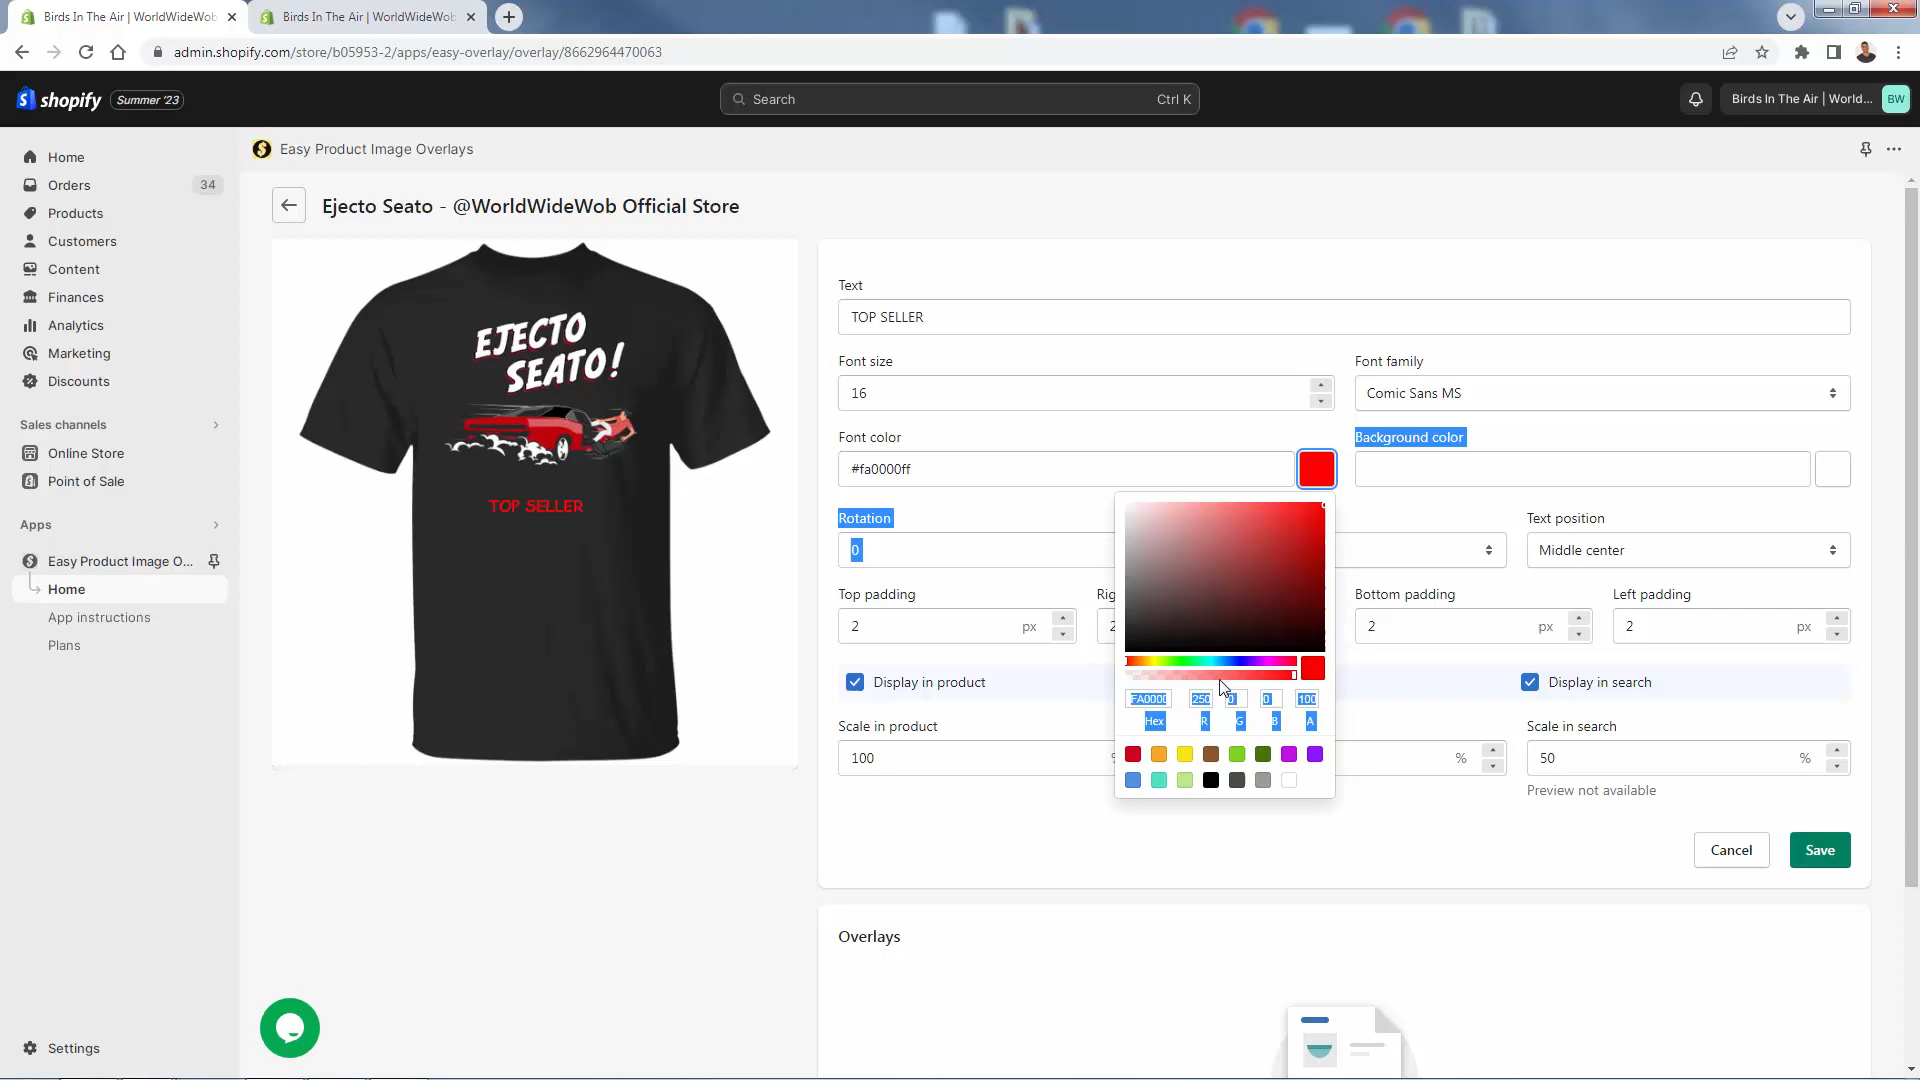 Birds In The Air | WorldWideWob
Birds In The Air | WorldWideWob
admin.shopify.com/store/b05953-2/apps/easy-overlay/overlay/8662964470063
shopify
Summer '23
Search
Ctrl K
Birds In The Air | World...
BW
Home
Orders
34
Products
Customers
Content
Finances
Analytics
Marketing
Discounts
Sales channels
Online Store
Point of Sale
Apps
Easy Product Image O...
Home
App instructions
Plans
Settings
Easy Product Image Overlays
Ejecto Seato - @WorldWideWob Official Store
EJECTO
SEATO!
TOP SELLER
Text
TOP SELLER
Font size
Font family
16
Comic Sans MS
Font color
Background color
#fa0000ff
Rotation
Text position
0
Middle center
Top padding
Rig
Bottom padding
Left padding
2 px
2
2 px
2 px
Display in product
Display in search
FA0000 250 0 0 100
Hex R G B A
Scale in product
Scale in search
100
%
50 %
Preview not available
Cancel
Save
Overlays